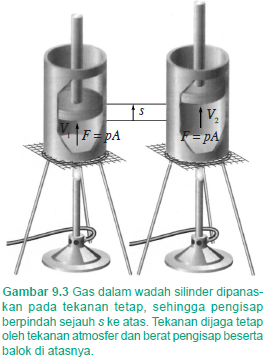 s
V₁
F = pA
V₂
F = pA
Gambar 9.3 Gas dalam wadah silinder dipanas-
kan pada tekanan tetap, sehingga pengisap
berpindah sejauh s ke atas. Tekanan dijaga tetap
oleh tekanan atmosfer dan berat pengisap beserta
balok di atasnya.